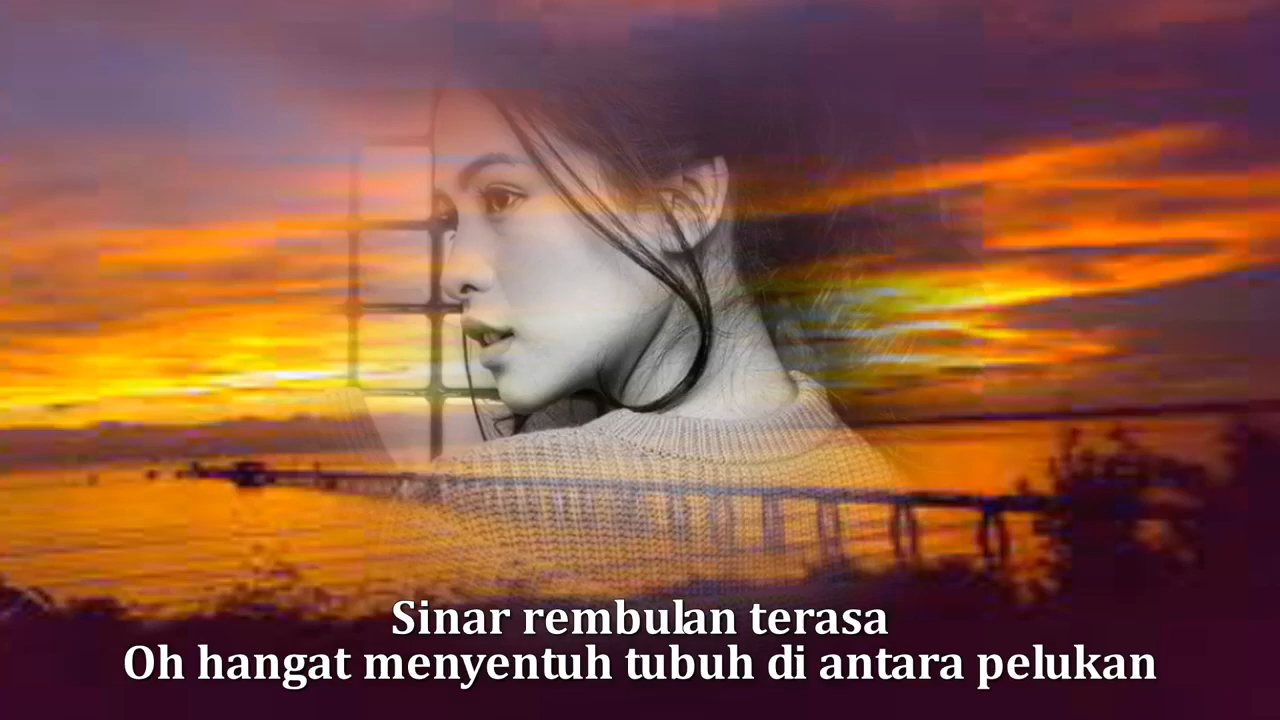 Sinar rembulan terasa
Oh hangat menyentuh tubuh di antara pelukan